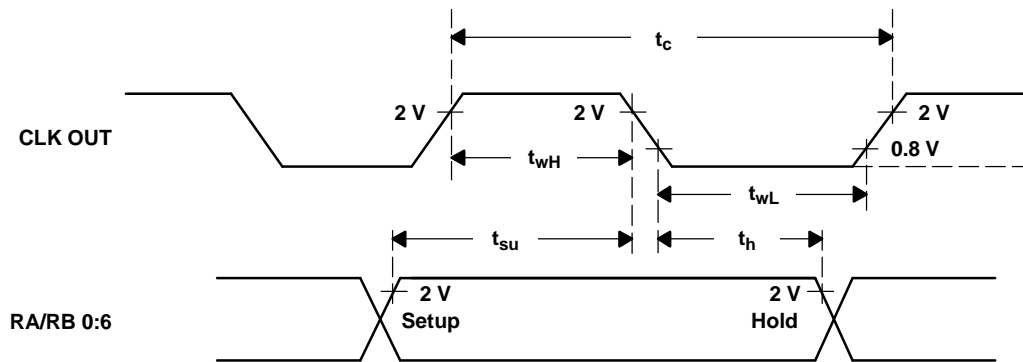 tc
2 V
2 V
2 V
CLK OUT
0.8 V
twH
twL
tsu
th
2 V
2 V
RA/RB 0:6
Setup
Hold